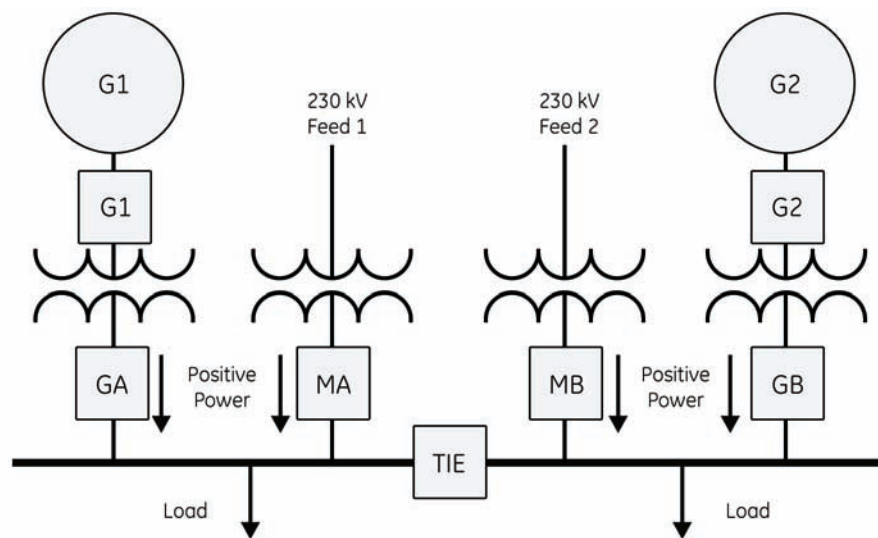 G1
G2
230 kV
Feed 1
230 kV
Feed 2
G1
G2
GA
Positive
Power
MA
MB
Positive
Power
GB
TIE
Load
Load